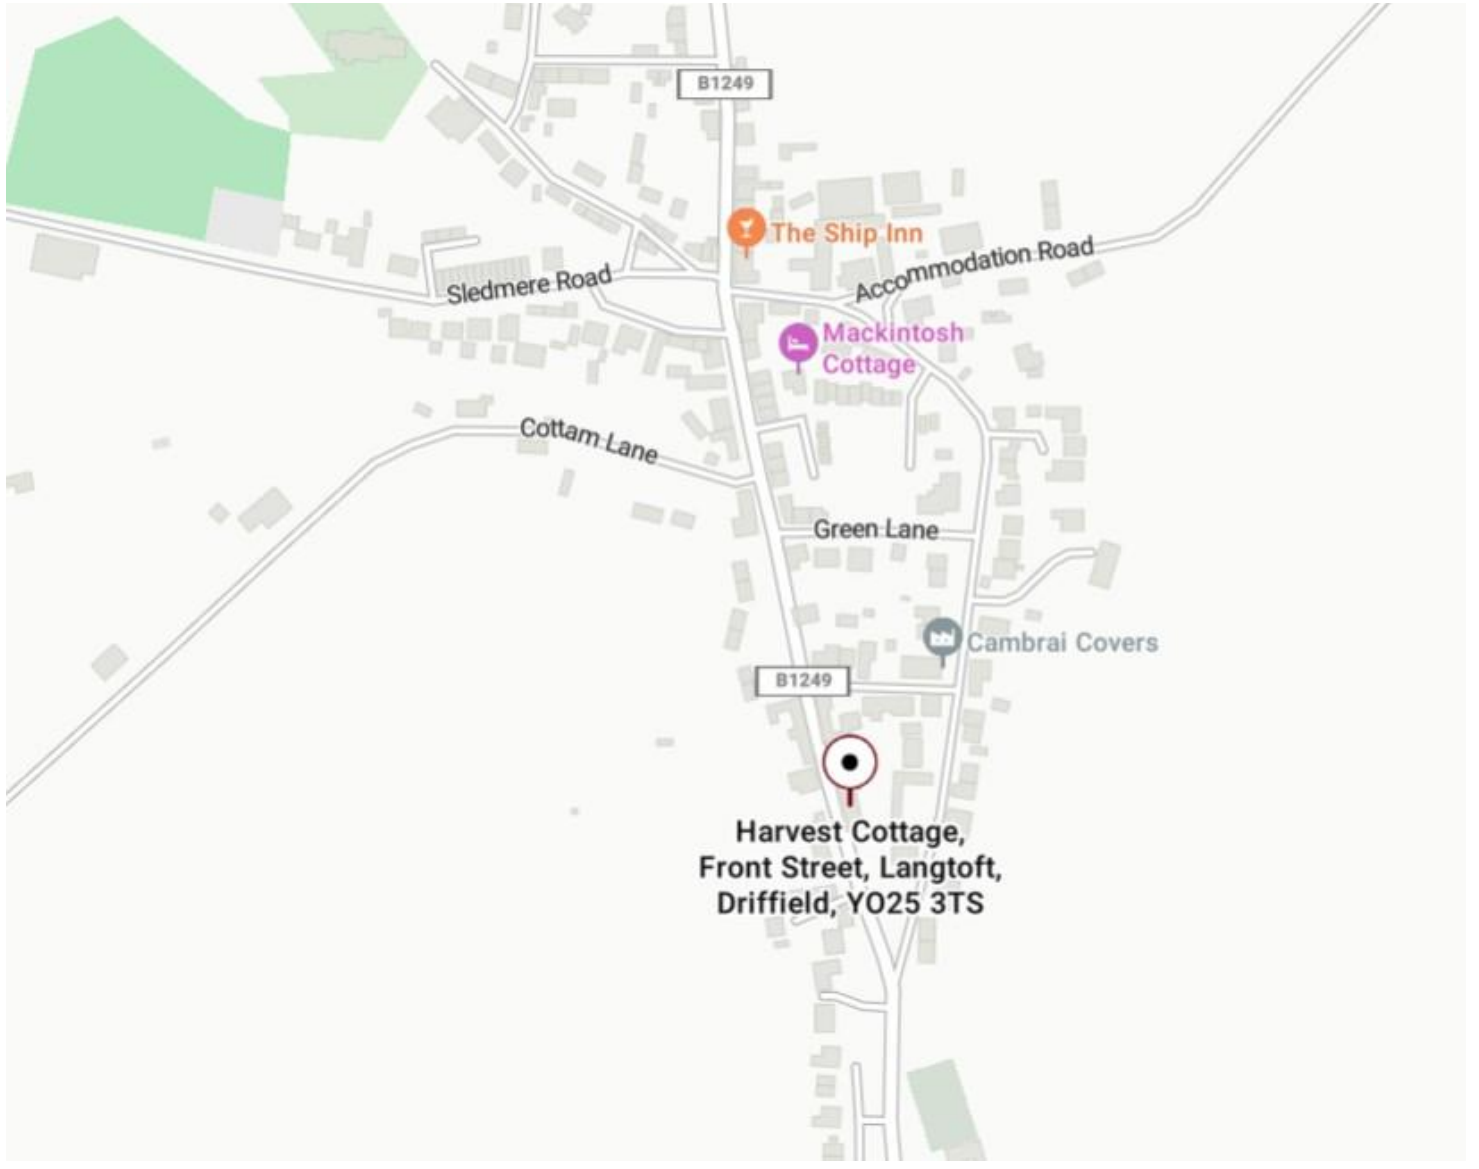 B1249
The Ship Inn
Accommodation Road
Sledmere Road
Mackintosh
Cottage
Cottam Lane
Green Lane
Cambrai Covers
B1249
Harvest Cottage,
Front Street, Langtoft,
Driffield, YO25 3TS